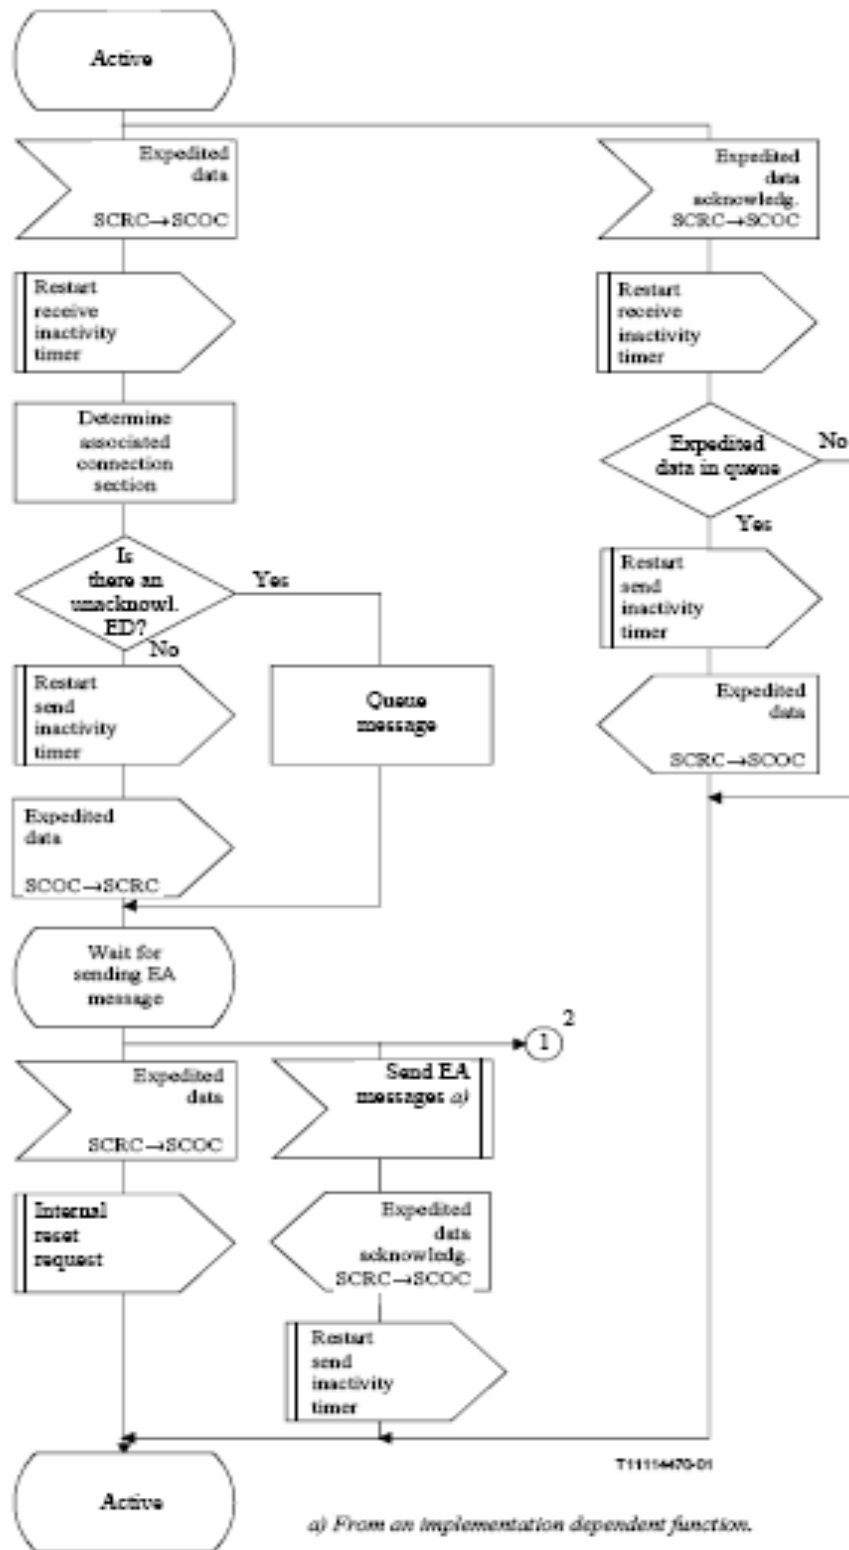 Active
Expedited
data
SCRC→SCOC
Expedited
data
acknowledg.
SCRC→SCOC
Restart
receive
inactivity
timer
Restart
receive
inactivity
timer
Determine
associated
connection
section
Expedited
data in queue
No
Yes
Is
there an
unacknowl.
ED?
Yes
No
Restart
send
inactivity
timer
Restart
send
inactivity
timer
Queue
message
Expedited
data
SCRC→SCOC
Expedited
data
SCOC→SCRC
Wait for
sending EA
message
1
2
Expedited
data
SCRC→SCOC
Send EA
messages a)
Internal
reset
request
Expedited
data
acknowledg.
SCRC→SCOC
Restart
send
inactivity
timer
Active
a) From an implementation dependent function.